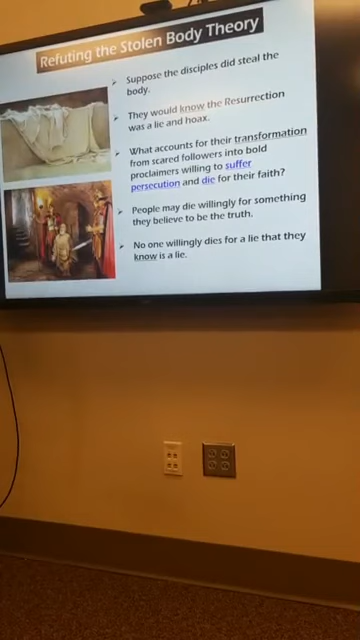 Refuting the Stolen Body Theory
Suppose the disciples did steal the
body.
They would know the Resurrection
was a lie and hoax.
What accounts for their transformation
from scared followers into bold
proclaimers willing to suffer
persecution and die for their faith?
People may die willingly for something
they believe to be the truth.
No one willingly dies for a lie that they
know is a lie.